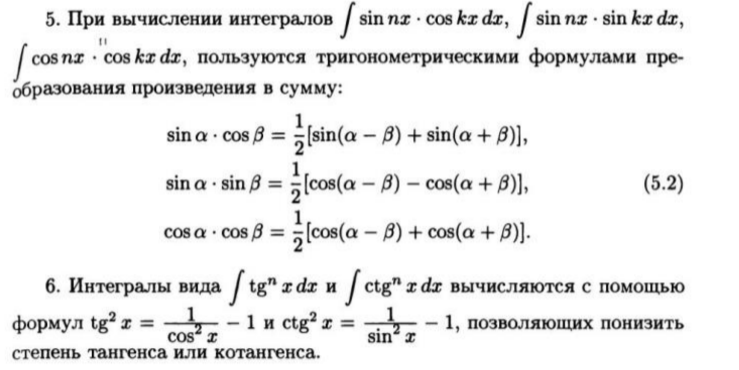 5. При вычислении интегралов ∫ sin nx · cos kx dx, ∫ sin nx · sin kx dx,
∫ cos nx · cos kx dx, пользуются тригонометрическими формулами пре-
образования произведения в сумму:
sin α · cos β = 1/2[sin(α − β) + sin(α + β)],
sin α · sin β = 1/2[cos(α − β) − cos(α + β)], (5.2)
cos α · cos β = 1/2[cos(α − β) + cos(α + β)].
6. Интегралы вида ∫ tgⁿ x dx и ∫ ctgⁿ x dx вычисляются с помощью
формул tg² x = 1/cos² x − 1 и ctg² x = 1/sin² x − 1, позволяющих понизить
степень тангенса или котангенса.